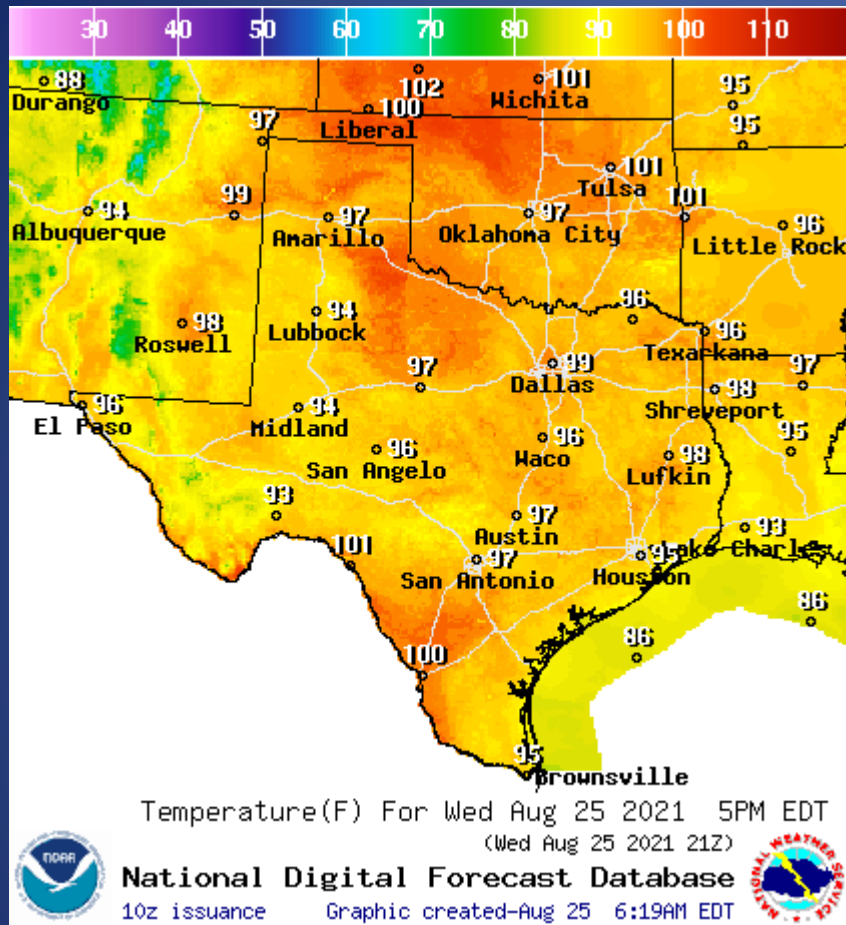 30 40 50 60 70 80 90 100 110
88
Durango
102
101
Wichita
100
Liberal
95
97
95
101
Tulsa
99
94
Albuquerque
97
Amarillo
97
Oklahoma City
101
96
Little Rock
98
Roswell
94
Lubbock
96
96
Texarkana
97
99
Dallas
98
Shreveport
97
96
El Paso
94
Midland
96
San Angelo
96
Waco
98
Lufkin
95
93
97
Austin
93
Lake Charles
101
97
San Antonio
95
Houston
86
86
100
95
Brownsville
Temperature(F) For Wed Aug 25 2021 5PM EDT
(Wed Aug 25 2021 21Z)
National Digital Forecast Database
10z issuance Graphic created-Aug 25 6:19AM EDT
NOAA
NATIONAL WEATHER SERVICE